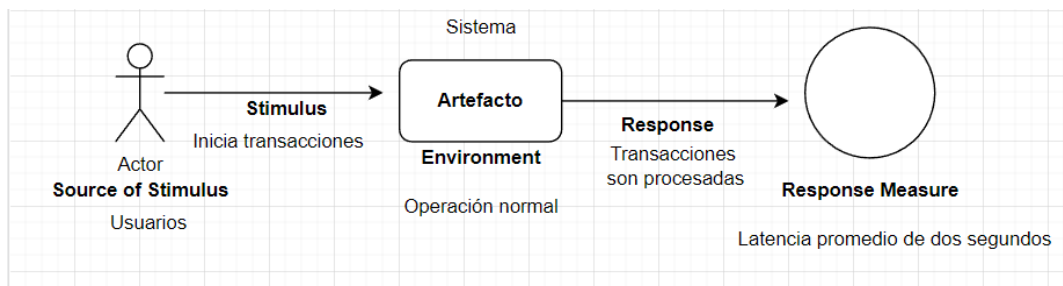 Sistema
Artefacto
Stimulus
Inicia transacciones
Actor
Source of Stimulus
Usuarios
Environment
Operación normal
Response
Transacciones
son procesadas
Response Measure
Latencia promedio de dos segundos